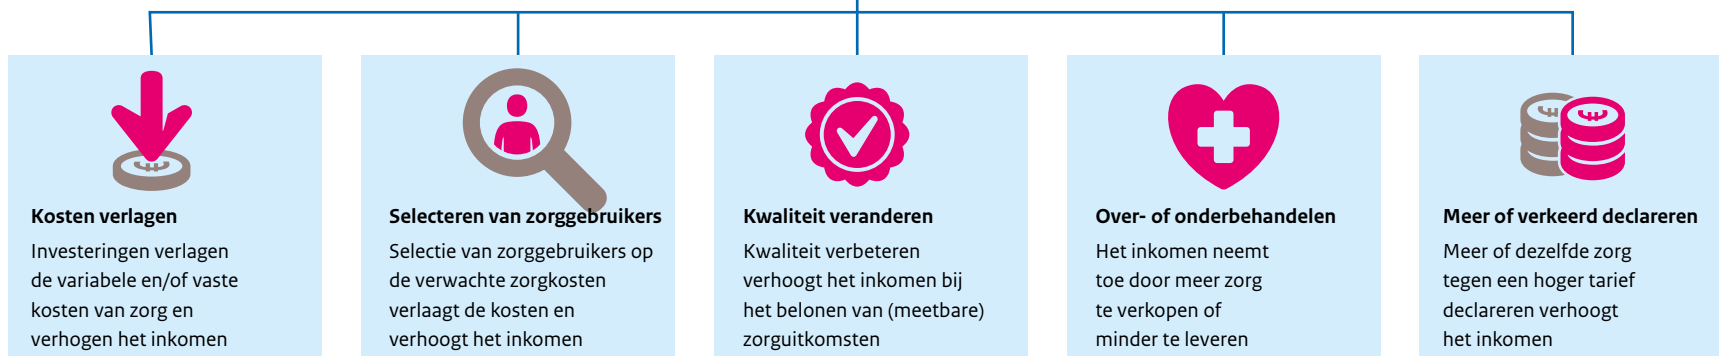 Kosten verlagen
Investeringen verlagen
de variabele en/of vaste
kosten van zorg en
verhogen het inkomen
Selecteren van zorggebruikers
Selectie van zorggebruikers op
de verwachte zorgkosten
verlaagt de kosten en
verhoogt het inkomen
Kwaliteit veranderen
Kwaliteit verbeteren
verhoogt het inkomen bij
het belonen van (meetbare)
zorguitkomsten
Over- of onderbehandelen
Het inkomen neemt
toe door meer zorg
te verkopen of
minder te leveren
Meer of verkeerd declareren
Meer of dezelfde zorg
tegen een hoger tarief
declareren verhoogt
het inkomen